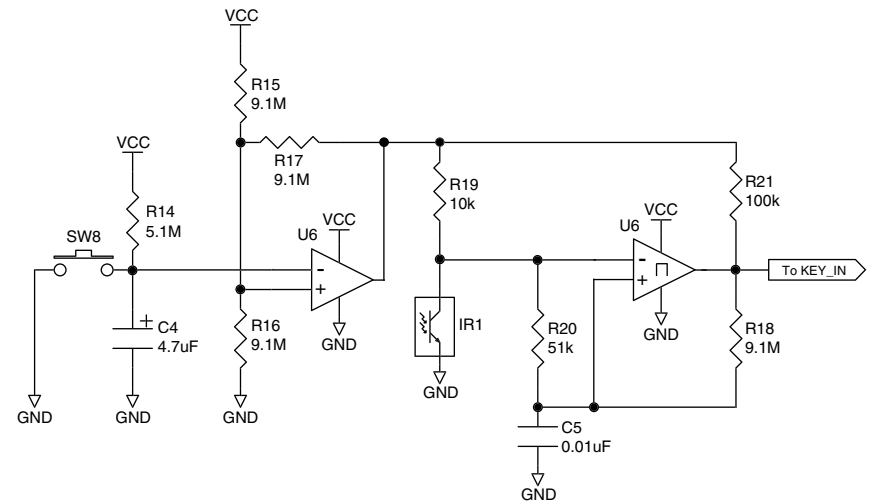 VCC
R15
9.1M
VCC
R17
9.1M
R14
5.1M
SW8
C4
4.7uF
GND
GND
U6
VCC
-
+
GND
R16
9.1M
GND
R19
10k
IR1
GND
R20
51k
C5
0.01uF
GND
U6
VCC
-
+
GND
R21
100k
To KEY_IN
R18
9.1M
+